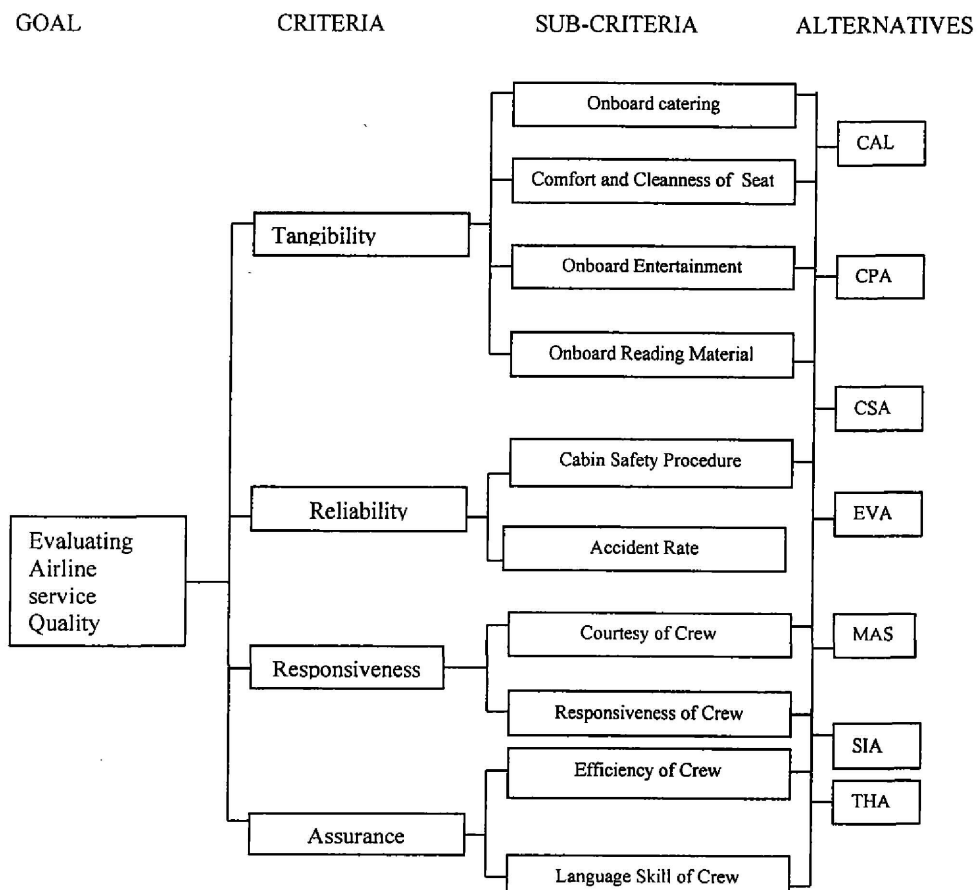 GOAL CRITERIA SUB-CRITERIA ALTERNATIVES
Onboard catering
CAL
Comfort and Cleanness of Seat
Tangibility
Onboard Entertainment
CPA
Onboard Reading Material
CSA
Cabin Safety Procedure
Reliability
EVA
Evaluating
Airline
service
Quality
Accident Rate
Courtesy of Crew
MAS
Responsiveness
Responsiveness of Crew
SIA
Efficiency of Crew
THA
Assurance
Language Skill of Crew